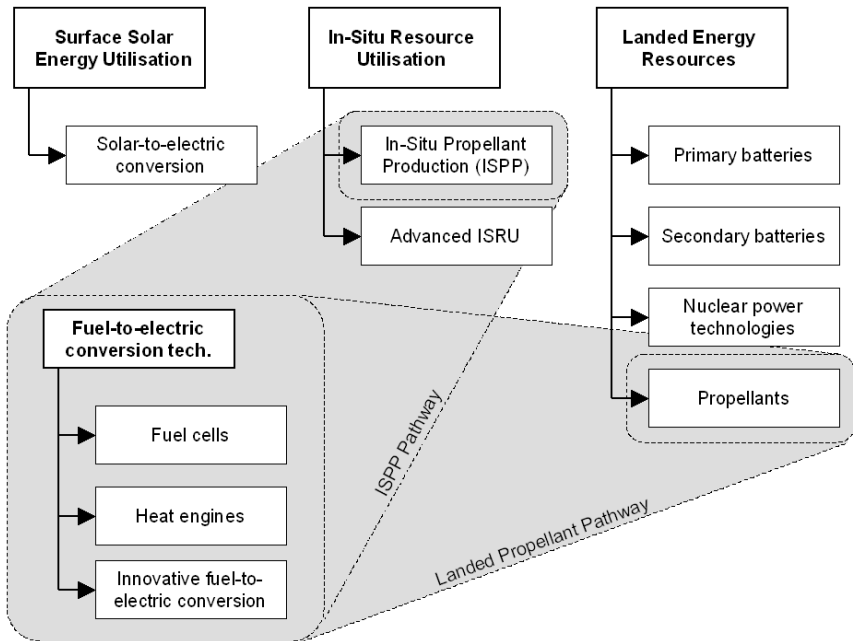 Surface Solar
Energy Utilisation
In-Situ Resource
Utilisation
Landed Energy
Resources
Solar-to-electric
conversion
In-Situ Propellant
Production (ISPP)
Primary batteries
Advanced ISRU
Secondary batteries
Nuclear power
technologies
Fuel-to-electric
conversion tech.
Propellants
Fuel cells
ISPP Pathway
Heat engines
Landed Propellant Pathway
Innovative fuel-to-
electric conversion